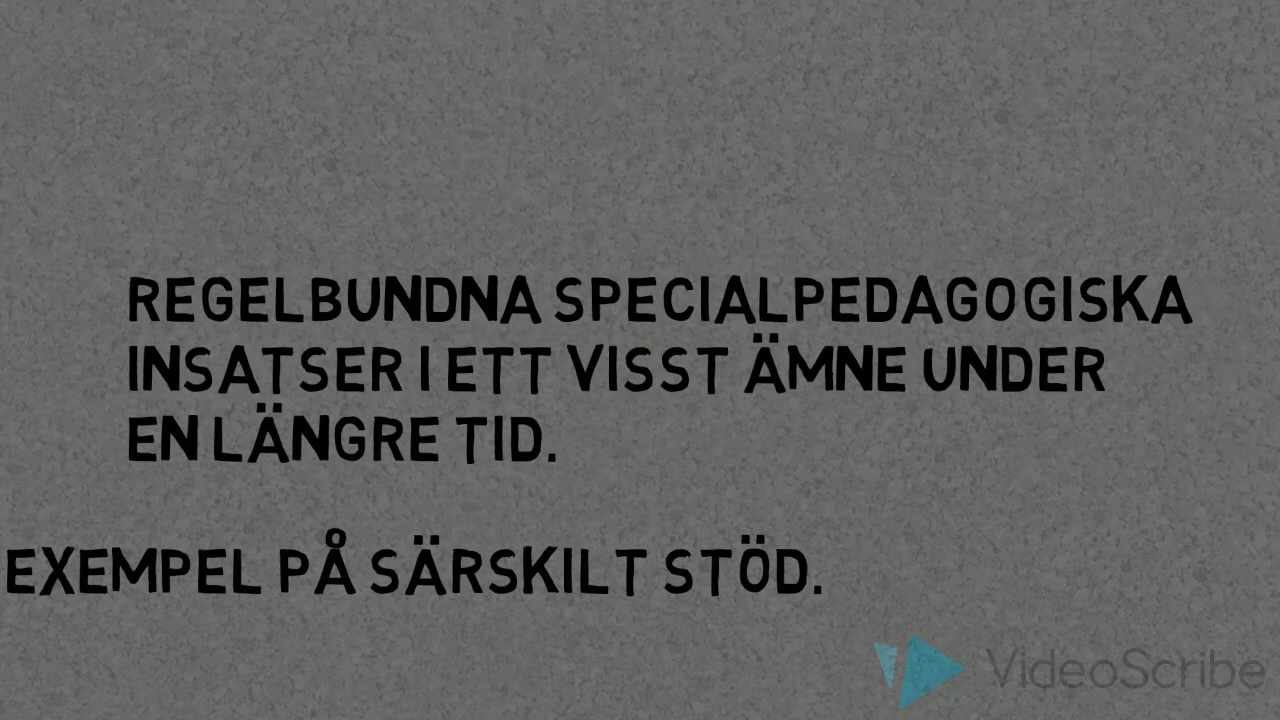 REGELBUNDNA SPECIALPEDAGOGISKA
INSATSER I ETT VISST ÄMNE UNDER
EN LÄNGRE TID.
EXEMPEL PÅ SÄRSKILT STÖD.
VideoScribe